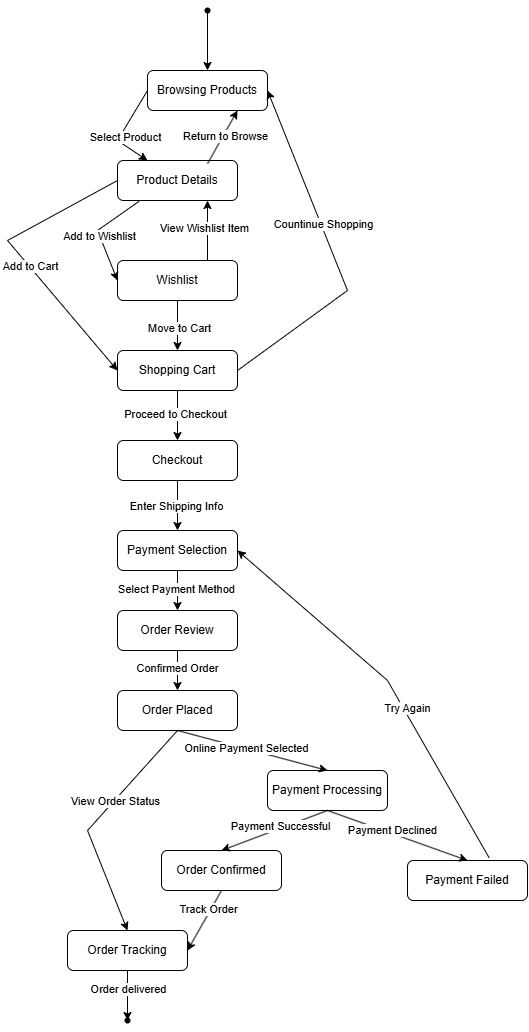 Browsing Products
Select Product
Return to Browse
Product Details
Countinue Shopping
View Wishlist Item
Add to Wishlist
Add to Cart
Wishlist
Move to Cart
Shopping Cart
Proceed to Checkout
Checkout
Enter Shipping Info
Payment Selection
Select Payment Method
Order Review
Confirmed Order
Order Placed
Try Again
Online Payment Selected
Payment Processing
View Order Status
Payment Successful
Payment Declined
Order Confirmed
Payment Failed
Track Order
Order Tracking
Order delivered